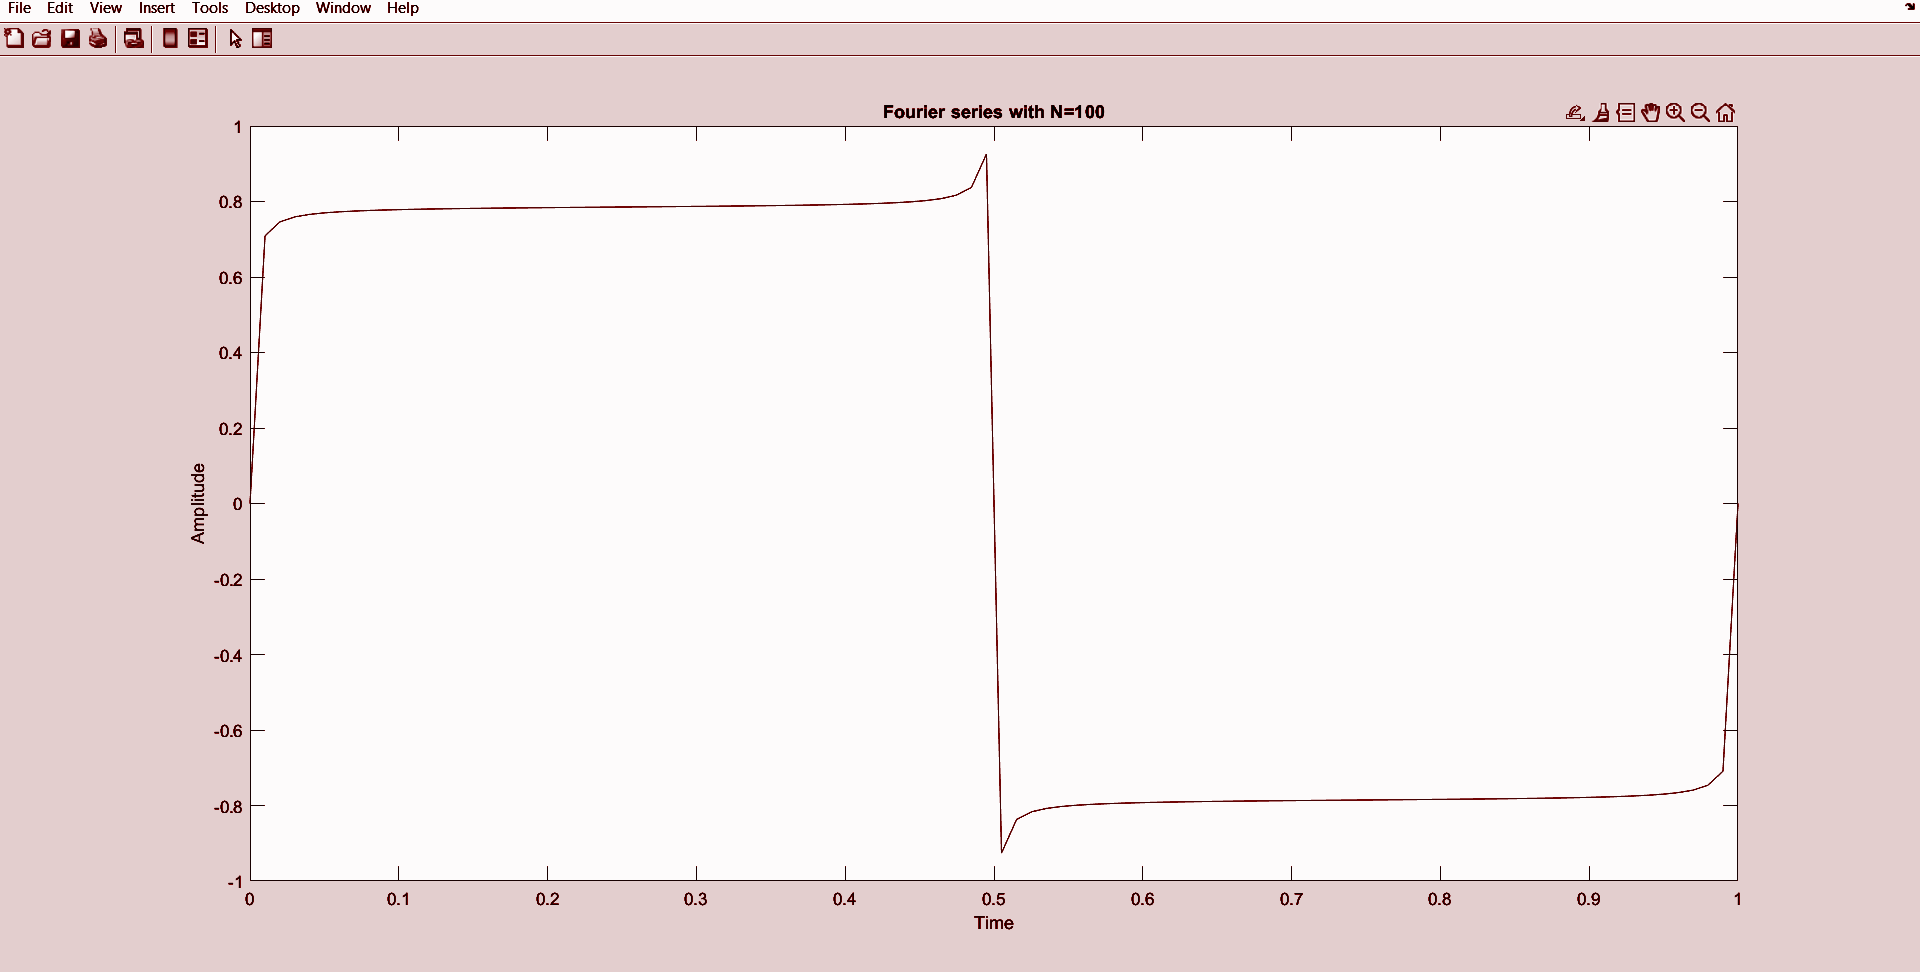 File Edit View Insert Tools Desktop Window Help
Fourier series with N=100
1
0.8
0.6
0.4
0.2
0
-0.2
-0.4
-0.6
-0.8
-1
Amplitude
0 0.1 0.2 0.3 0.4 0.5 0.6 0.7 0.8 0.9 1
Time